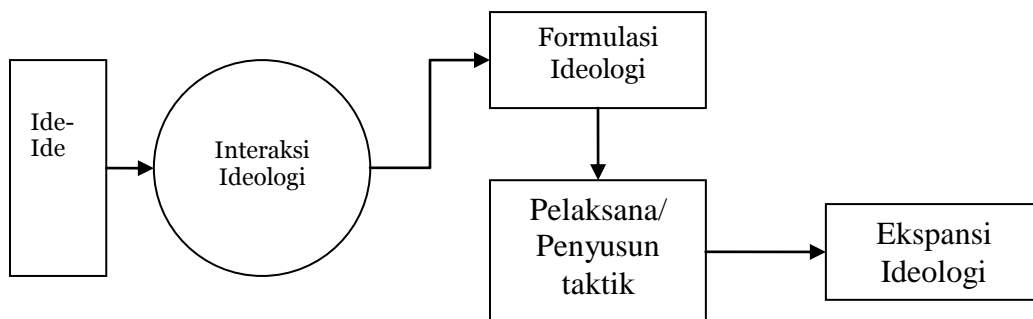 Ide-
Ide
Interaksi
Ideologi
Formulasi
Ideologi
Pelaksana/
Penyusun
taktik
Ekspansi
Ideologi